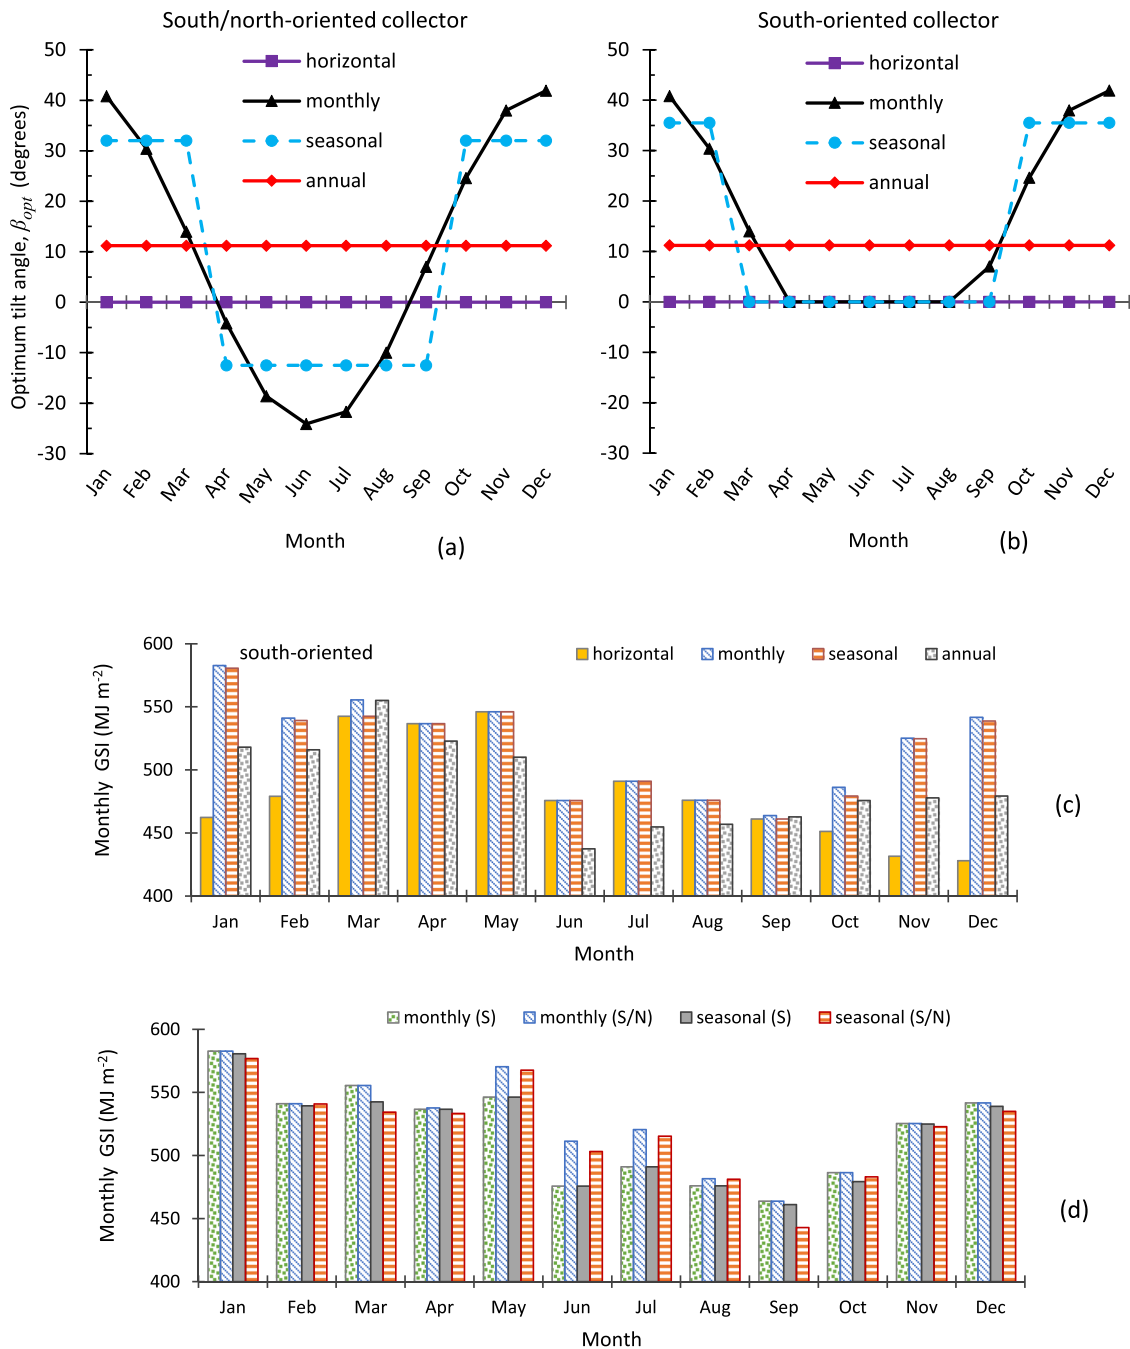 South/north-oriented collector
South-oriented collector
Optimum tilt angle, βopt (degrees)
50
40
30
20
10
0
-10
-20
-30
horizontal
monthly
seasonal
annual
Jan Feb Mar Apr May Jun Jul Aug Sep Oct Nov Dec
Month
(a)
50
40
30
20
10
0
-10
-20
-30
horizontal
monthly
seasonal
annual
Jan Feb Mar Apr May Jun Jul Aug Sep Oct Nov Dec
Month
(b)
Monthly GSI (MJ m-2)
600
550
500
450
400
south-oriented
horizontal monthly seasonal annual
(c)
Jan Feb Mar Apr May Jun Jul Aug Sep Oct Nov Dec
Month
monthly (S) monthly (S/N) seasonal (S) seasonal (S/N)
Monthly GSI (MJ m-2)
600
550
500
450
400
(d)
Jan Feb Mar Apr May Jun Jul Aug Sep Oct Nov Dec
Month